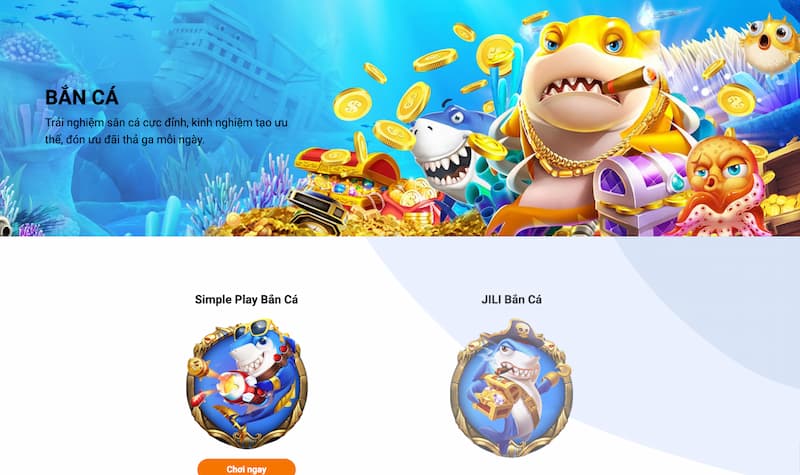 BẮN CÁ
Trải nghiệm săn cá cực đỉnh, kinh nghiệm tạo ưu
thế, đón ưu đãi thả ga mỗi ngày.
Simple Play Bắn Cá
JILI Bắn Cá
Chơi ngay